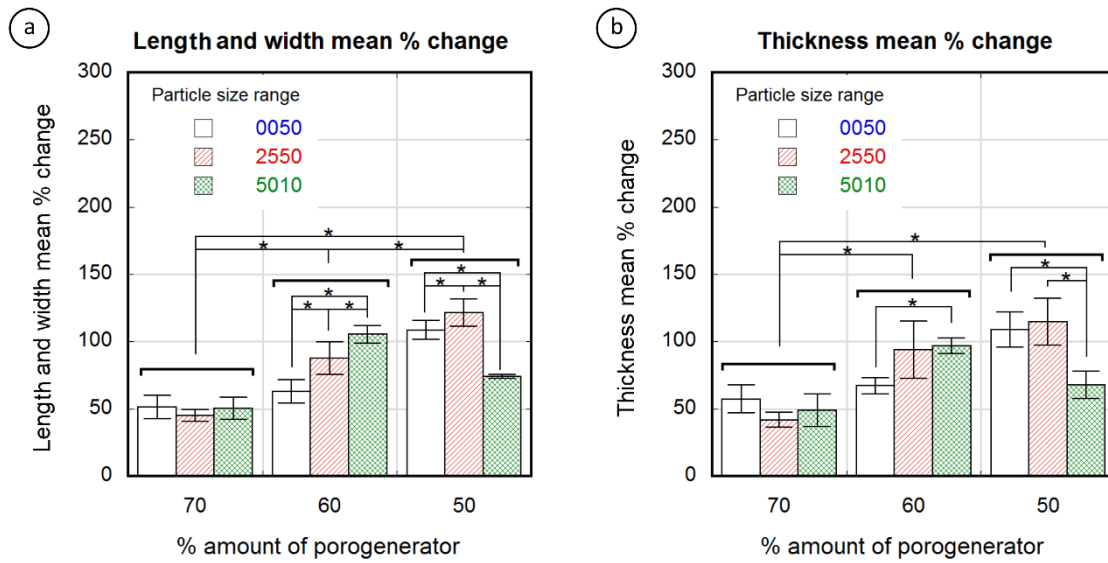 a
Length and width mean % change
300
250
200
150
100
50
0
Length and width mean % change
Particle size range
0050
2550
5010
*
* *
*
* *
*
* *
70 60 50
% amount of porogenerator
b
Thickness mean % change
300
250
200
150
100
50
0
Thickness mean % change
Particle size range
0050
2550
5010
*
*
*
*
*
70 60 50
% amount of porogenerator